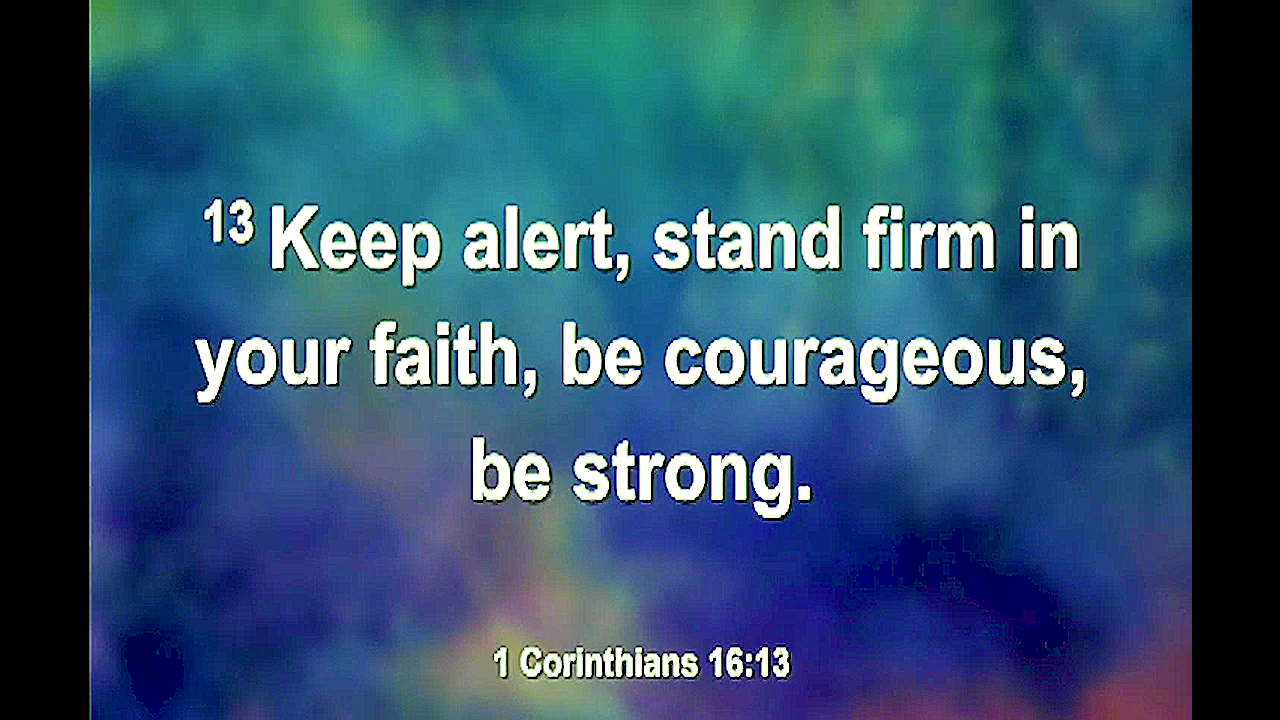 13 Keep alert, stand firm in
your faith, be courageous,
be strong.
1 Corinthians 16:13